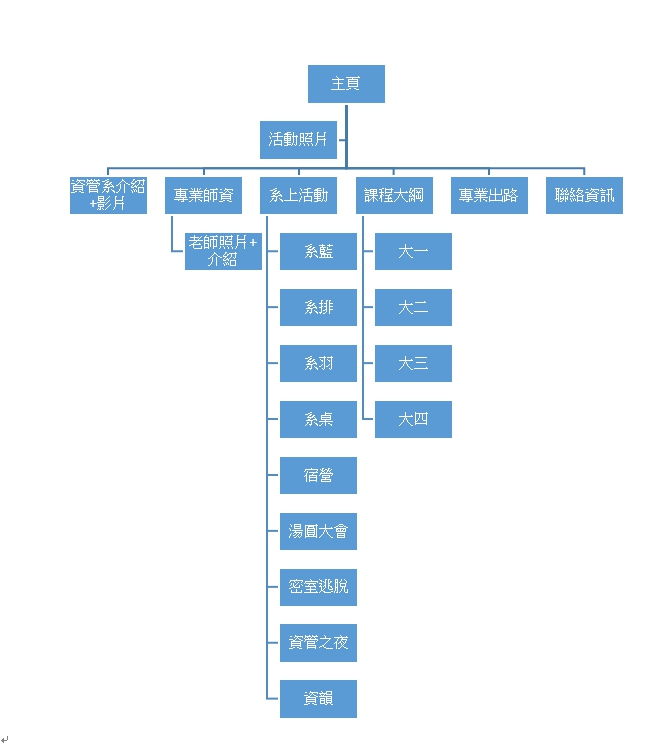 主頁
活動照片
資管系介紹
+影片
專業師資
系上活動
課程大綱
專業出路
聯絡資訊
老師照片+
介紹
系籃
系排
系羽
系桌
宿營
湯圓大會
密室逃脫
資管之夜
資韻
大一
大二
大三
大四